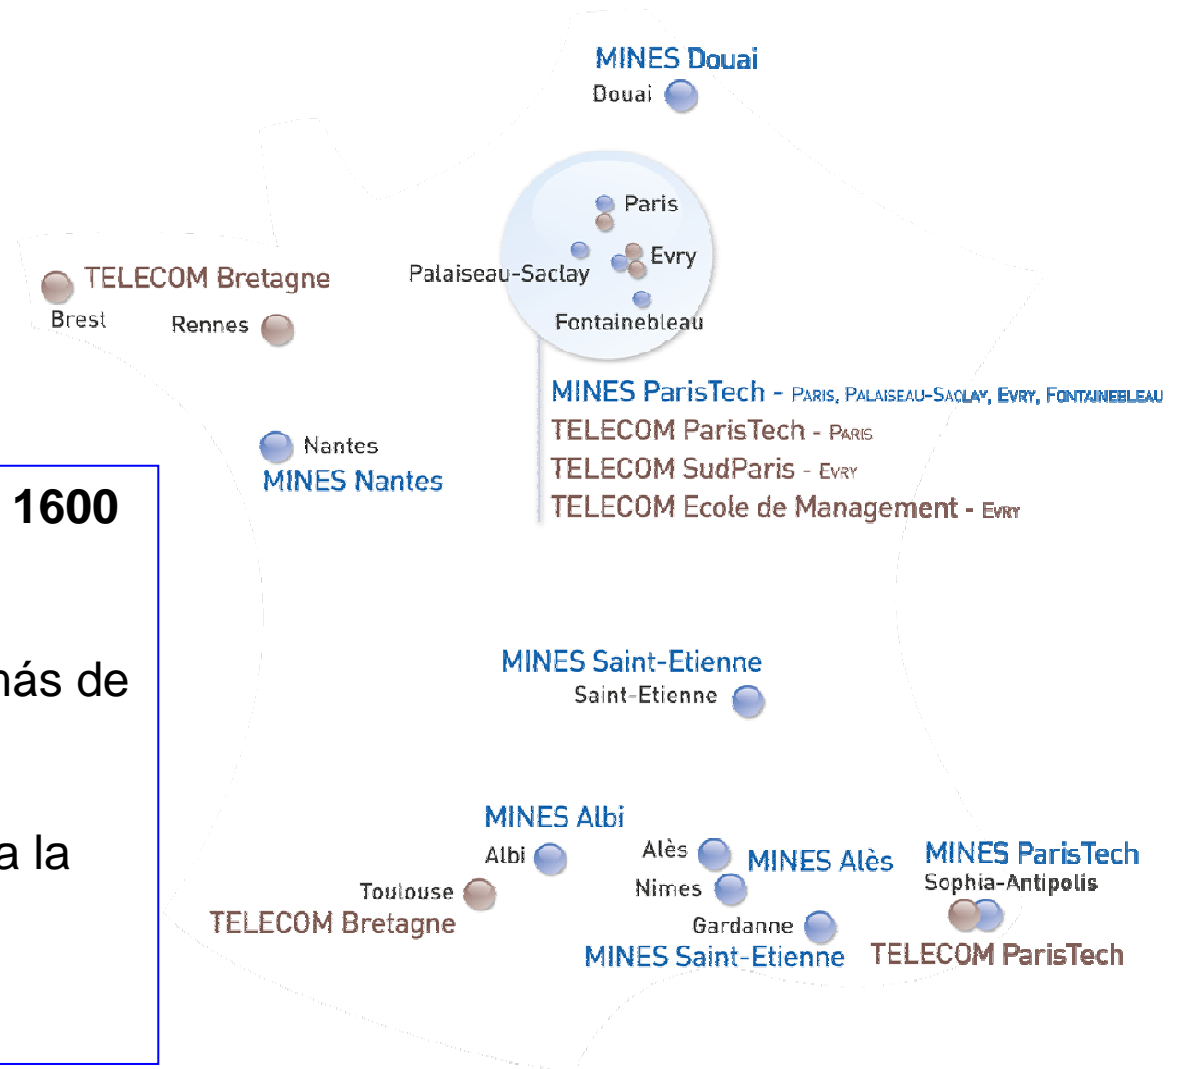 MINES Douai
Douai
Paris
Evry
Palaiseau-Saclay
Fontainebleau
TELECOM Bretagne
Brest
Rennes
MINES ParisTech - PARIS, PALAISEAU-SACLAY, EVRY, FONTAINEBLEAU
TELECOM ParisTech - PARIS
TELECOM SudParis - EVRY
TELECOM Ecole de Management - EVRY
Nantes
MINES Nantes
1600
más de
a la
MINES Saint-Etienne
Saint-Etienne
MINES Albi
Albi
Toulouse
TELECOM Bretagne
Alès
MINES Alès
Nimes
Gardanne
MINES Saint-Etienne
MINES ParisTech
Sophia-Antipolis
TELECOM ParisTech